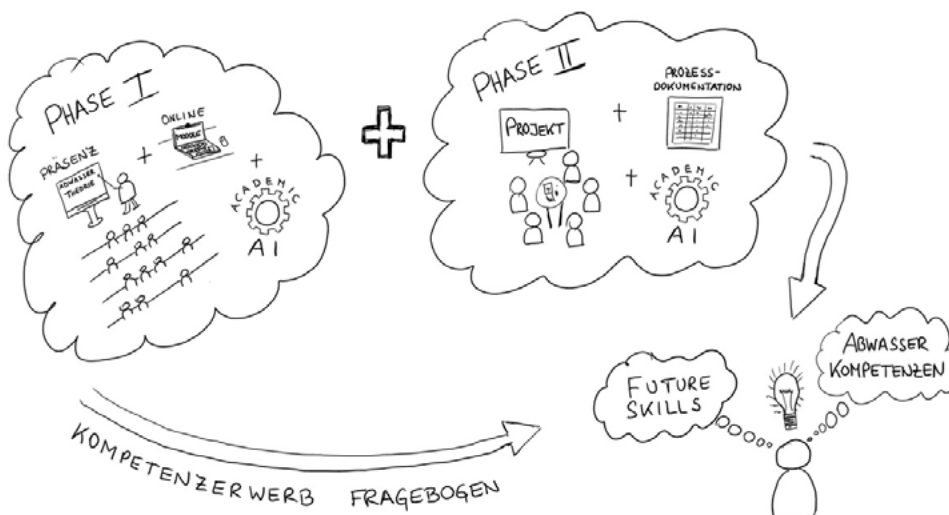 PHASE I
PRÄSENZ
ABWASSER
THEORIE
+
ONLINE
MODULE
+
ACADEMIC
AI
+
PHASE II
PROJEKT
+
PROZESS-
DOKUMENTATION
+
ACADEMIC
AI
KOMPETENZERWERB FRAGEBOGEN
FUTURE
SKILLS
ABWASSER
KOMPETENZEN